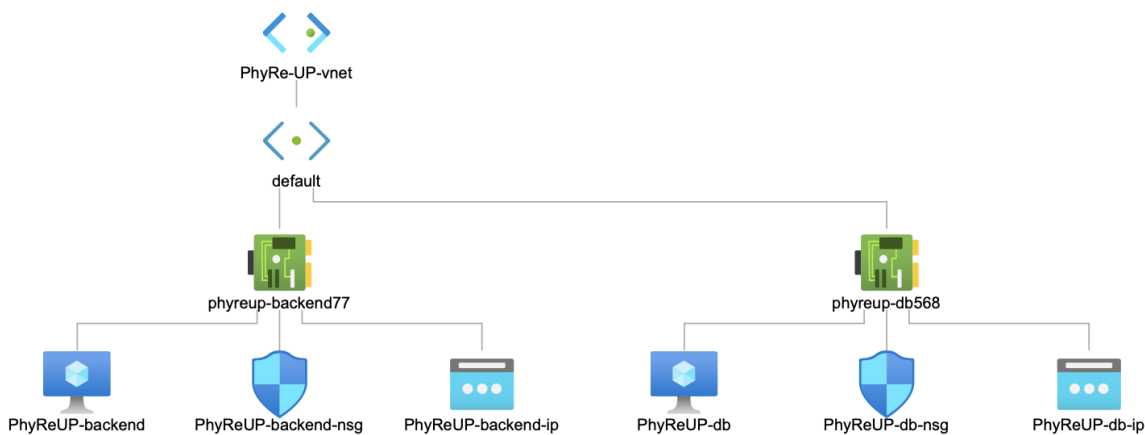 PhyRe-UP-vnet
default
phyreup-backend77
phyreup-db568
PhyReUP-backend
PhyReUP-backend-nsg
PhyReUP-backend-ip
PhyReUP-db
PhyReUP-db-nsg
PhyReUP-db-ip